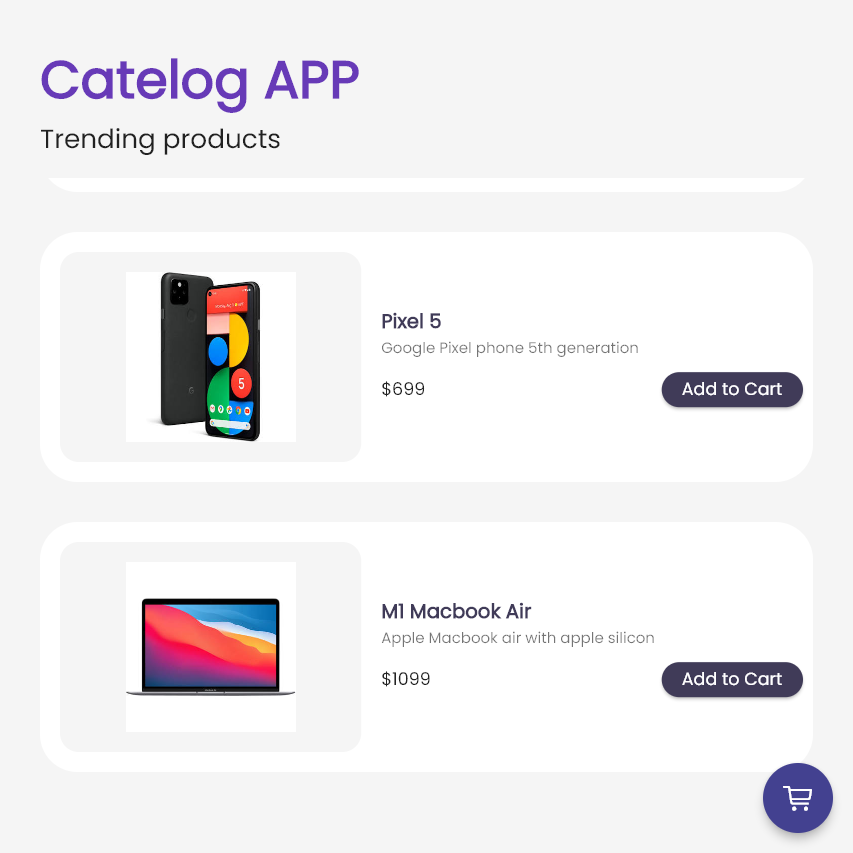 Catelog APP
Trending products
Pixel 5
Google Pixel phone 5th generation
$699
Add to Cart
5
M1 Macbook Air
Apple Macbook air with apple silicon
$1099
Add to Cart